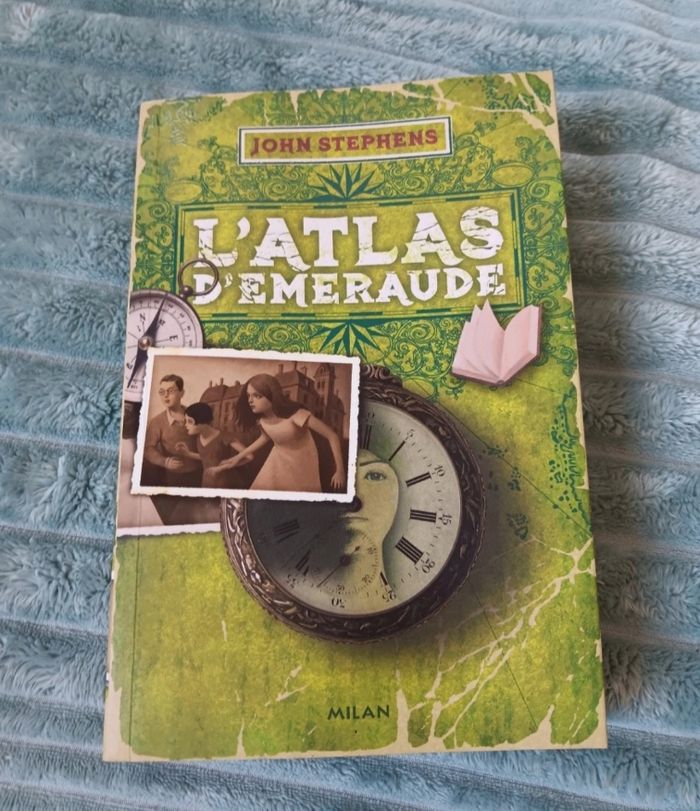 JOHN STEPHENS
L'ATLAS
D'EMERAUDE
MILAN